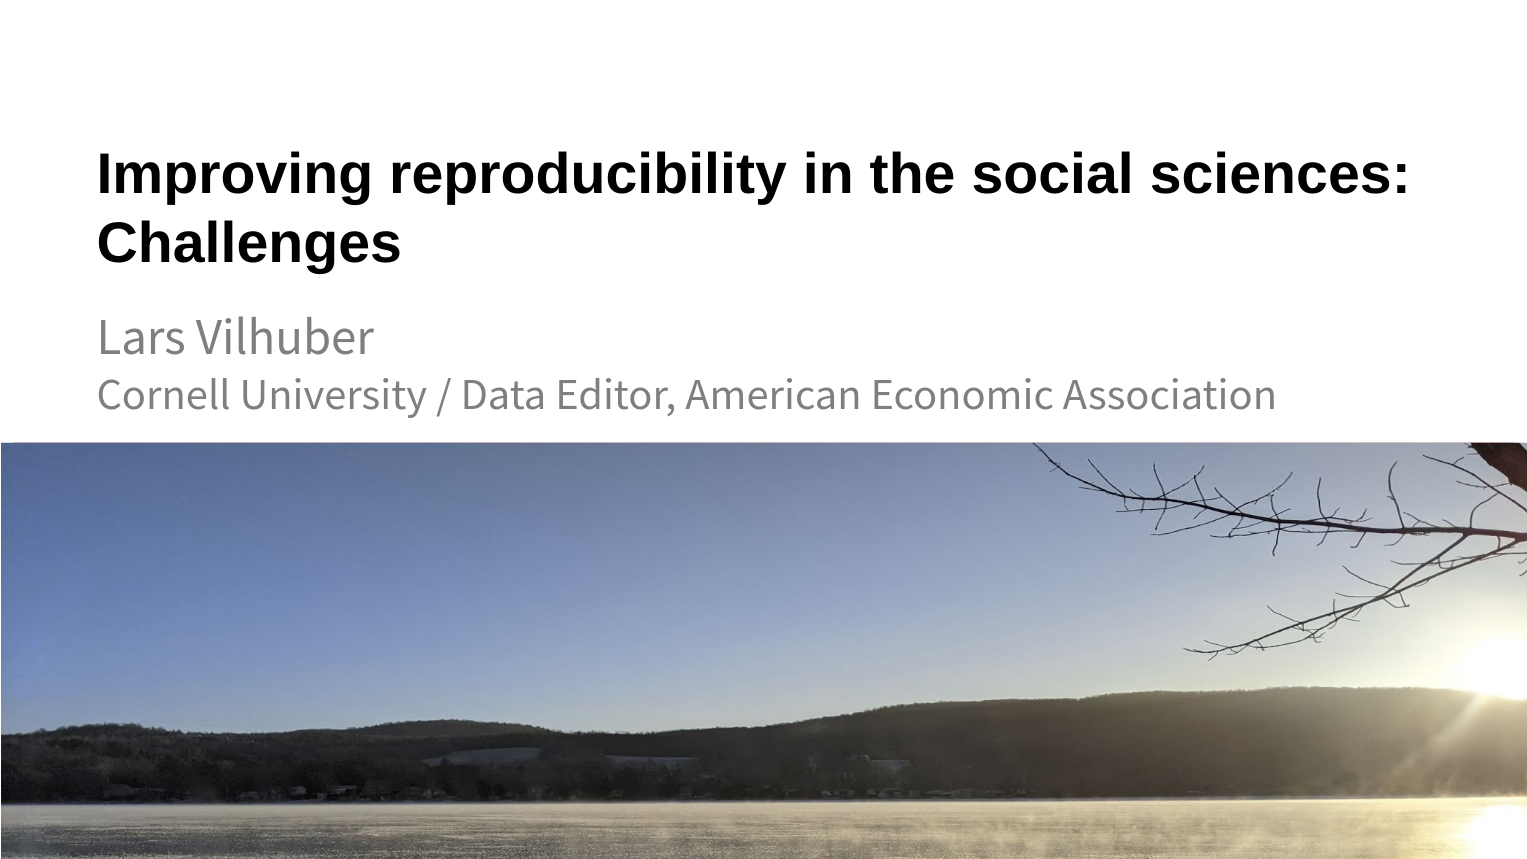 Improving reproducibility in the social sciences:
Challenges
Lars Vilhuber
Cornell University / Data Editor, American Economic Association